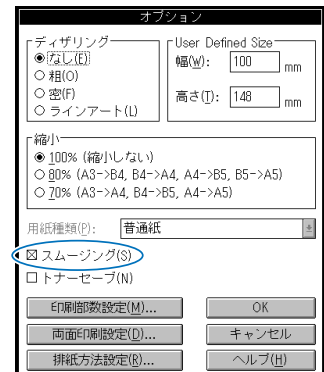 オプション
ディザリング
なし(E)
粗(O)
密(F)
ラインアート(L)
User Defined Size
幅(W): 100 mm
高さ(T): 148 mm
縮小
100% (縮小しない)
80% (A3->B4, B4->A4, A4->B5, B5->A5)
70% (A3->A4, B4->B5, A4->A5)
用紙種類(P): 普通紙
スムージング(S)
トナーセーブ(N)
印刷部数設定(M)...
OK
両面印刷設定(D)...
キャンセル
排紙方法設定(R)...
ヘルプ(H)